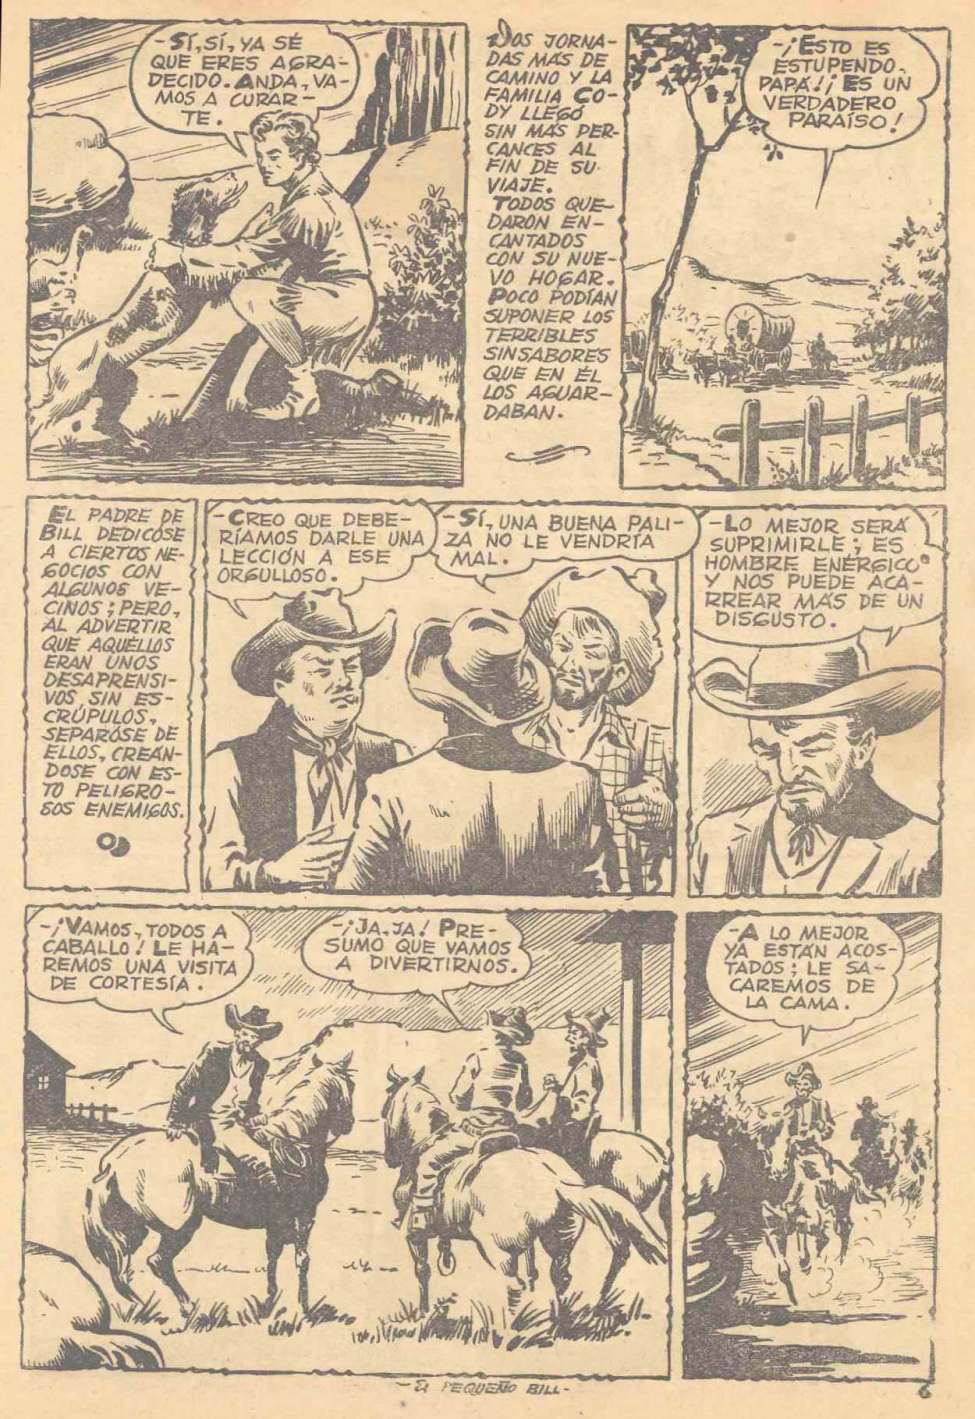 -SÍ, SÍ, YA SÉ
QUE ERES AGRA-
DECIDO. ANDA, VA-
MOS A CURAR-
TE.
DOS JORNA-
DAS MÁS DE
CAMINO Y LA
FAMILIA CO-
DY LLEGÓ
SIN MÁS PER-
CANCES AL
FIN DE SU
VIAJE.
TODOS QUE-
DARON EN-
CANTADOS
CON SU NUE-
VO HOGAR.
POCO PODÍAN
SUPONER LOS
TERRIBLES
SINSABORES
QUE EN ÉL
LOS AGUAR-
DABAN.
-¡ESTO ES
ESTUPENDO,
PAPÁ! ¡ES UN
VERDADERO
PARAÍSO!
EL PADRE DE
BILL DEDICÓSE
A CIERTOS NE-
GOCIOS CON
ALGUNOS VE-
CINOS; PERO,
AL ADVERTIR
QUE AQUÉLLOS
ERAN UNOS
DESAPRENSI-
VOS, SIN ES-
CRÚPULOS,
SEPARÓSE DE
ELLOS, CREÁN-
DOSE CON ES-
TO PELIGRO-
SOS ENEMIGOS.
-CREO QUE DEBE-
RÍAMOS DARLE UNA
LECCIÓN A ESE
ORGULLOSO.
-SÍ, UNA BUENA PALI-
ZA NO LE VENDRÍA
MAL.
-LO MEJOR SERÁ
SUPRIMIRLE; ES
HOMBRE ENÉRGICO
Y NOS PUEDE ACA-
RREAR MÁS DE UN
DISGUSTO.
-¡VAMOS, TODOS A
CABALLO! LE HA-
REMOS UNA VISITA
DE CORTESÍA.
-¡JA, JA! PRE-
SUMO QUE VAMOS
A DIVERTIRNOS.
-A LO MEJOR
YA ESTÁN ACOS-
TADOS; LE SA-
CAREMOS DE
LA CAMA.
-EL PEQUEÑO BILL-
6